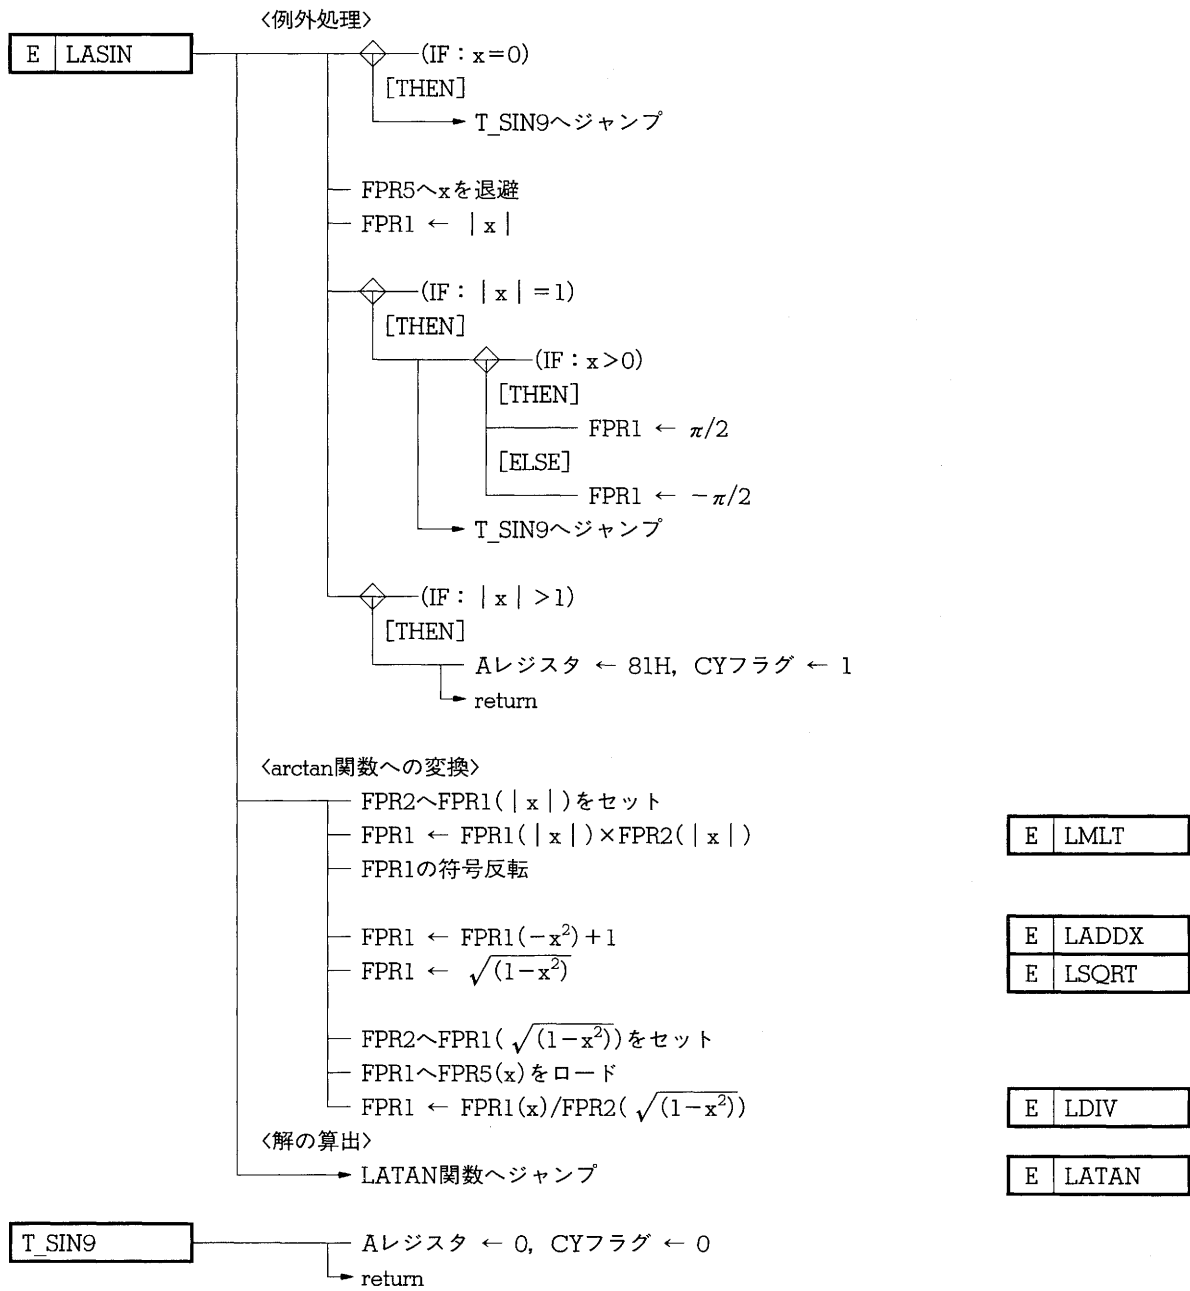 〈例外処理〉
E LASIN
(IF：x=0)
[THEN]
T_SIN9へジャンプ
FPR5へxを退避
FPR1 ← |x|
(IF：|x|=1)
[THEN]
(IF：x>0)
[THEN]
FPR1 ← π/2
[ELSE]
FPR1 ← −π/2
T_SIN9へジャンプ
(IF：|x|>1)
[THEN]
Aレジスタ ← 81H, CYフラグ ← 1
return
〈arctan関数への変換〉
FPR2へFPR1(|x|)をセット
FPR1 ← FPR1(|x|)×FPR2(|x|)
E LMLT
FPR1の符号反転
FPR1 ← FPR1(−x²)+1
E LADDX
FPR1 ← √(1−x²)
E LSQRT
FPR2へFPR1(√(1−x²))をセット
FPR1へFPR5(x)をロード
FPR1 ← FPR1(x)/FPR2(√(1−x²))
E LDIV
〈解の算出〉
LATAN関数へジャンプ
E LATAN
T_SIN9
Aレジスタ ← 0, CYフラグ ← 0
return